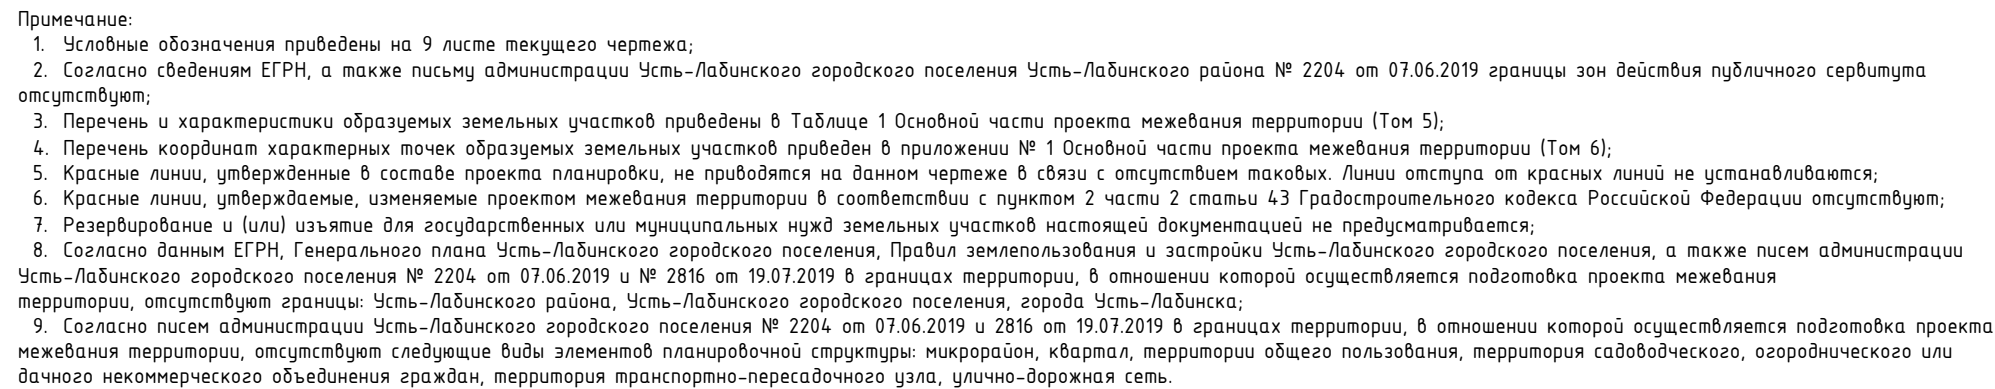 Примечание:
1. Условные обозначения приведены на 9 листе текущего чертежа;
2. Согласно сведениям ЕГРН, а также письму администрации Усть-Лабинского городского поселения Усть-Лабинского района № 2204 от 07.06.2019 границы зон действия публичного сервитута
отсутствуют;
3. Перечень и характеристики образуемых земельных участков приведены в Таблице 1 Основной части проекта межевания территории (Том 5);
4. Перечень координат характерных точек образуемых земельных участков приведен в приложении № 1 Основной части проекта межевания территории (Том 6);
5. Красные линии, утвержденные в составе проекта планировки, не приводятся на данном чертеже в связи с отсутствием таковых. Линии отступа от красных линий не устанавливаются;
6. Красные линии, утверждаемые, изменяемые проектом межевания территории в соответствии с пунктом 2 части 2 статьи 43 Градостроительного кодекса Российской Федерации отсутствуют;
7. Резервирование и (или) изъятие для государственных или муниципальных нужд земельных участков настоящей документацией не предусматривается;
8. Согласно данным ЕГРН, Генерального плана Усть-Лабинского городского поселения, Правил землепользования и застройки Усть-Лабинского городского поселения, а также писем администрации
Усть-Лабинского городского поселения № 2204 от 07.06.2019 и № 2816 от 19.07.2019 в границах территории, в отношении которой осуществляется подготовка проекта межевания
территории, отсутствуют границы: Усть-Лабинского района, Усть-Лабинского городского поселения, города Усть-Лабинска;
9. Согласно писем администрации Усть-Лабинского городского поселения № 2204 от 07.06.2019 и 2816 от 19.07.2019 в границах территории, в отношении которой осуществляется подготовка проекта
межевания территории, отсутствуют следующие виды элементов планировочной структуры: микрорайон, квартал, территории общего пользования, территория садоводческого, огороднического или
дачного некоммерческого объединения граждан, территория транспортно-пересадочного узла, улично-дорожная сеть.